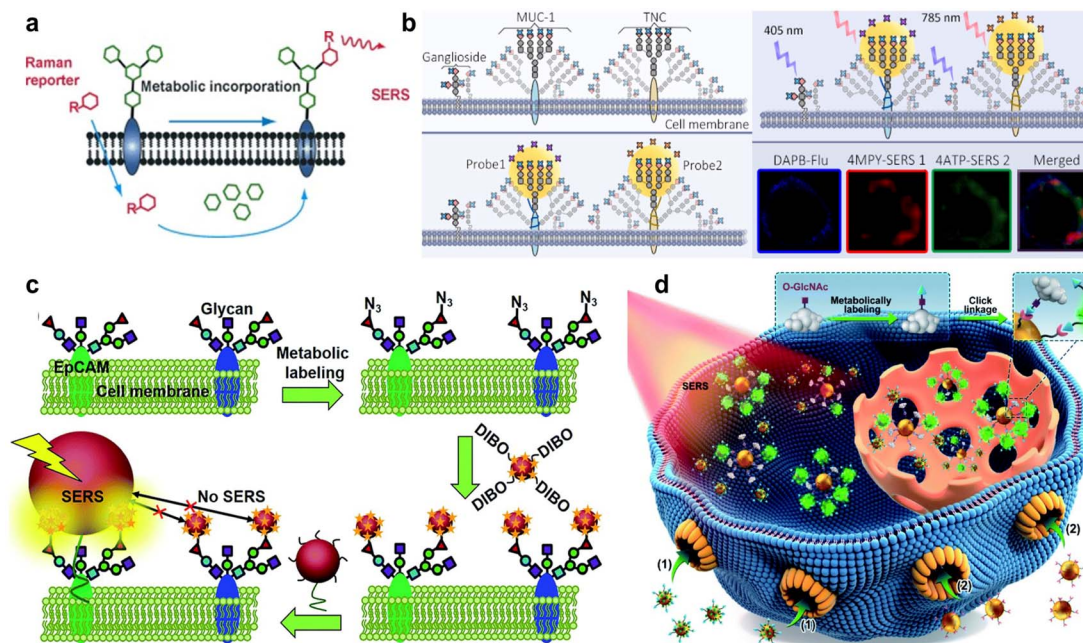 a
Raman
reporter
R
R
Metabolic incorporation
R
SERS
b
MUC-1
TNC
Ganglioside
Cell membrane
Probe1
Probe2
405 nm
785 nm
DAPB-Flu
4MPY-SERS 1
4ATP-SERS 2
Merged
c
Glycan
EpCAM
Cell membrane
Metabolic
labeling
N3
N3
N3
N3
DIBO
DIBO
DIBO
DIBO
SERS
No SERS
d
O-GlcNAc
Metabolically
labeling
Click
linkage
SERS
(1)
(1)
(2)
(2)